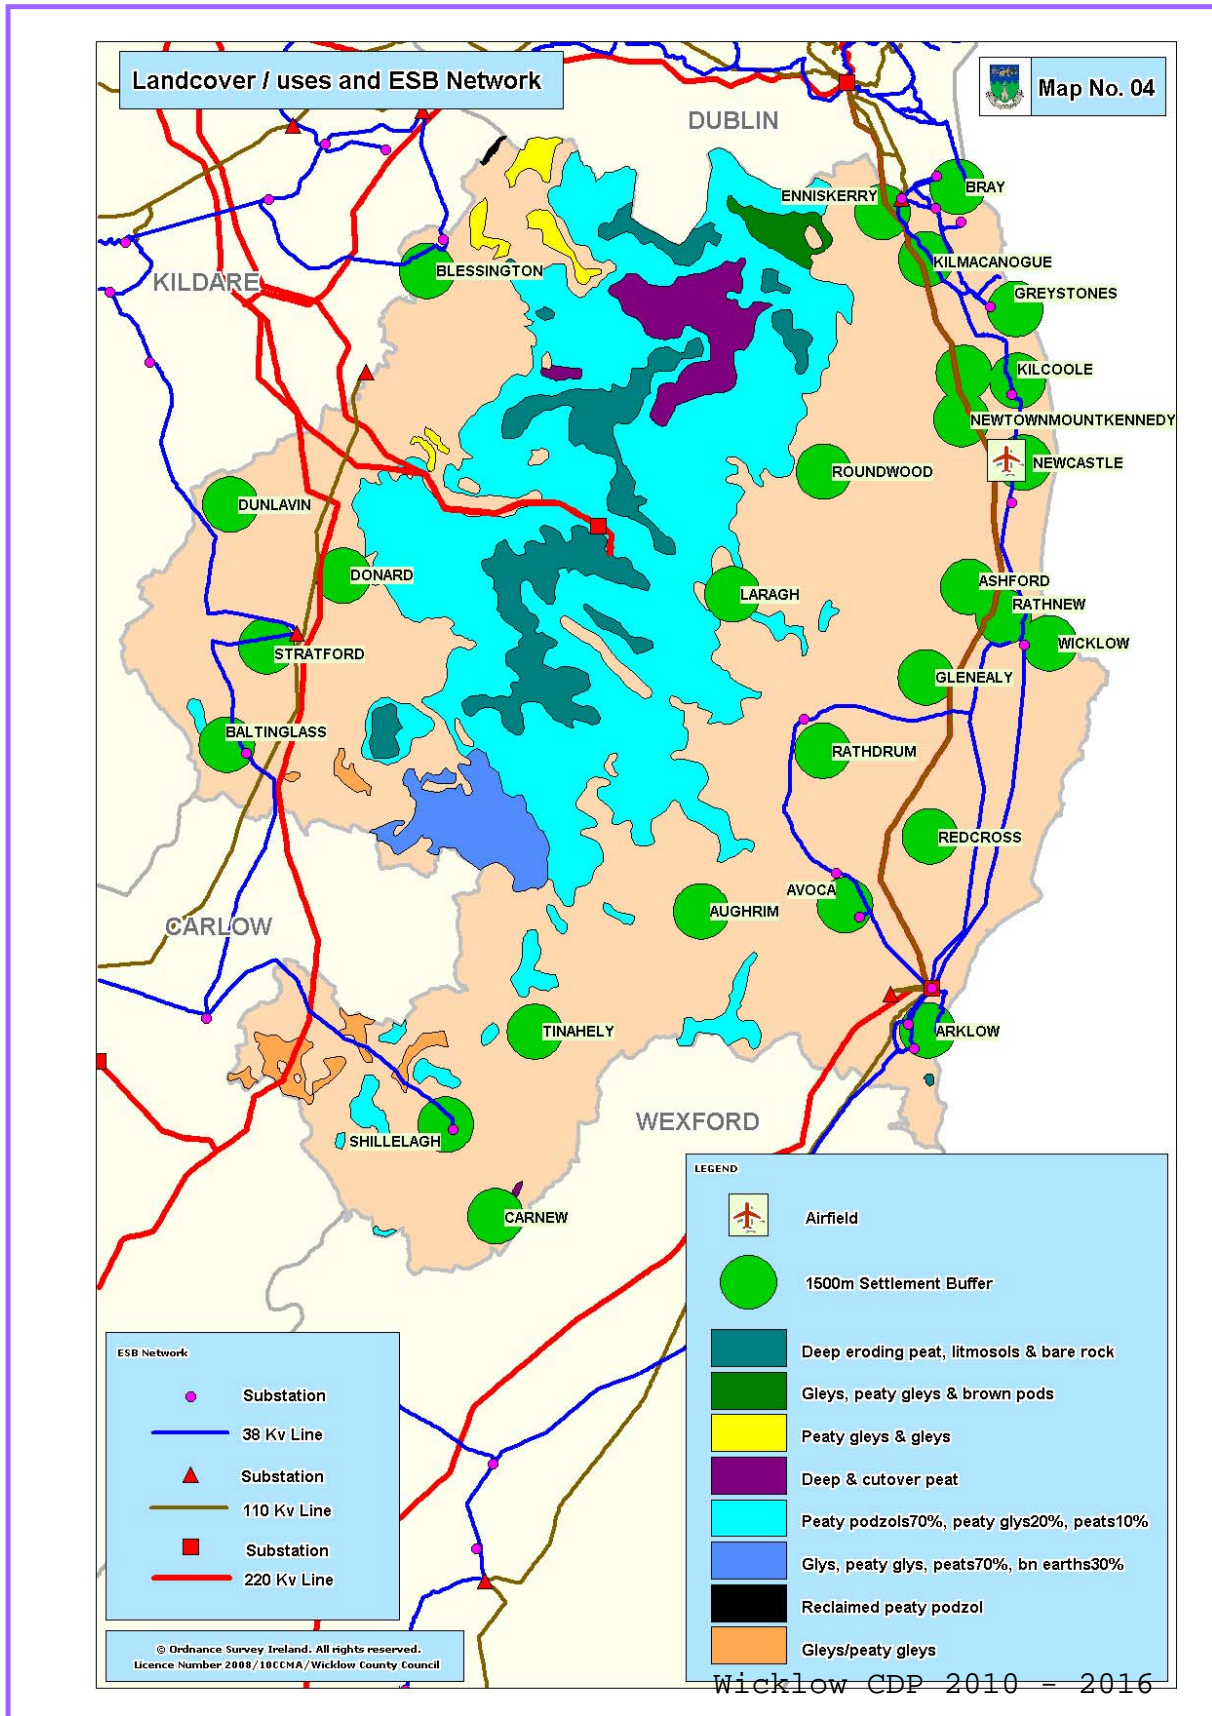 Landcover / uses and ESB Network
Map No. 04
DUBLIN
ENNISKERRY
BRAY
BLESSINGTON
KILMACANOGUE
KILDARE
GREYSTONES
KILCOOLE
NEWTOWNMOUNTKENNEDY
ROUNDWOOD
NEWCASTLE
DUNLAVIN
DONARD
ASHFORD
LARAGH
RATHNEW
STRATFORD
WICKLOW
GLENEALY
BALTINGLASS
RATHDRUM
REDCROSS
AVOCA
AUGHRIM
CARLOW
TINAHELY
ARKLOW
WEXFORD
SHILLELAGH
CARNEW
LEGEND
Airfield
1500m Settlement Buffer
Deep eroding peat, litmosols & bare rock
Gleys, peaty gleys & brown pods
Peaty gleys & gleys
Deep & cutover peat
Peaty podzols70%, peaty glys20%, peats10%
Glys, peaty glys, peats70%, bn earths30%
Reclaimed peaty podzol
Gleys/peaty gleys
ESB Network
Substation
38 Kv Line
Substation
110 Kv Line
Substation
220 Kv Line
© Ordnance Survey Ireland. All rights reserved.
Licence Number 2008/10CCMA/Wicklow County Council
Wicklow CDP 2010 - 2016